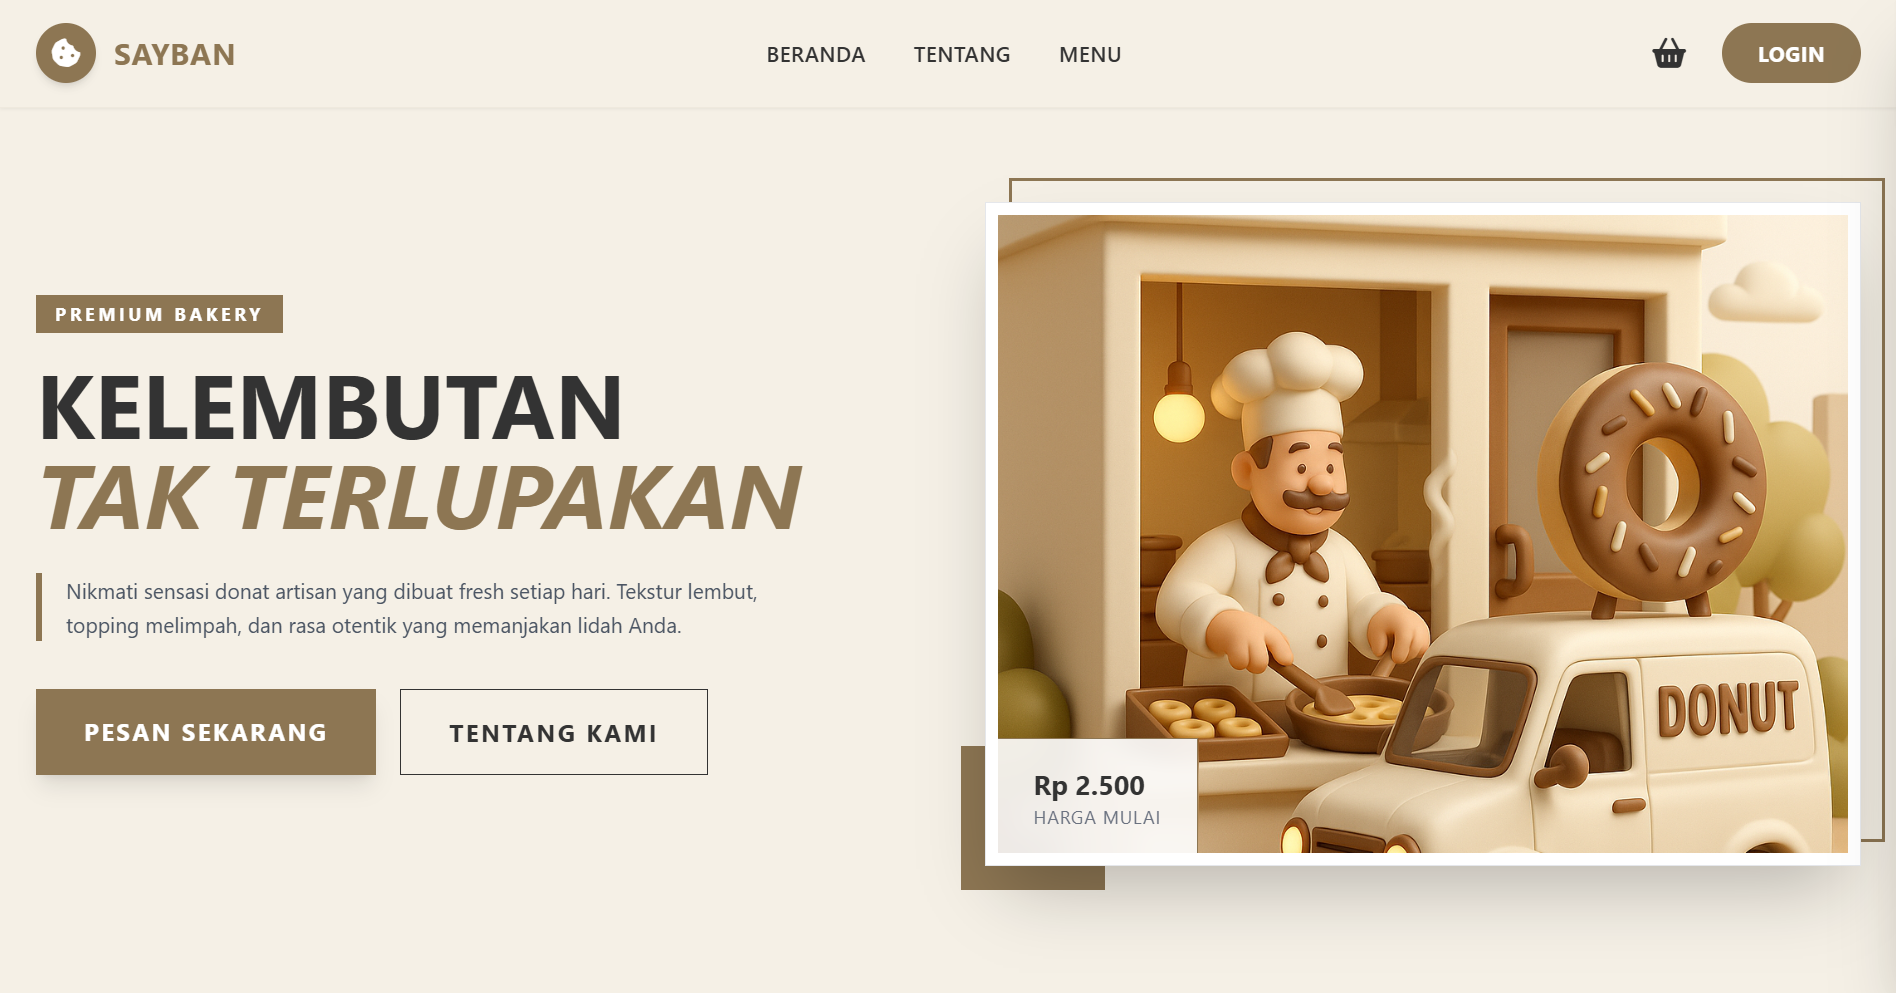 SAYBAN
BERANDA
TENTANG
MENU
LOGIN
PREMIUM BAKERY
KELEMBUTAN
TAK TERLUPAKAN
Nikmati sensasi donat artisan yang dibuat fresh setiap hari. Tekstur lembut,
topping melimpah, dan rasa otentik yang memanjakan lidah Anda.
PESAN SEKARANG
TENTANG KAMI
DONUT
Rp 2.500
HARGA MULAI